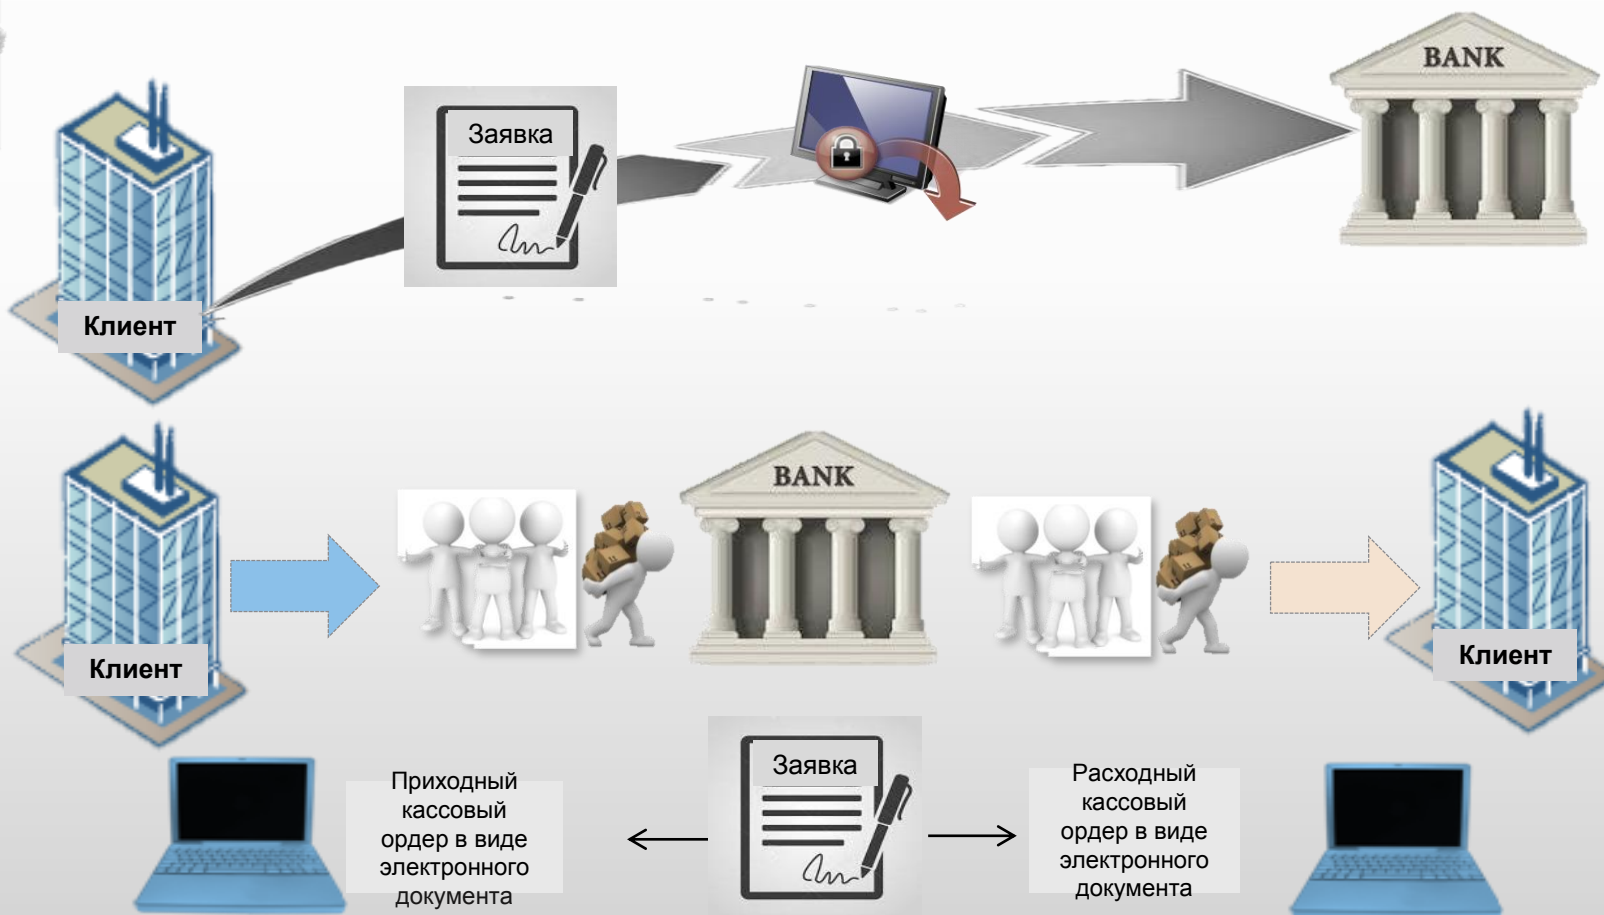 BANK
Заявка
Клиент
BANK
Клиент
Клиент
Приходный
кассовый
ордер в виде
электронного
документа
Заявка
Расходный
кассовый
ордер в виде
электронного
документа